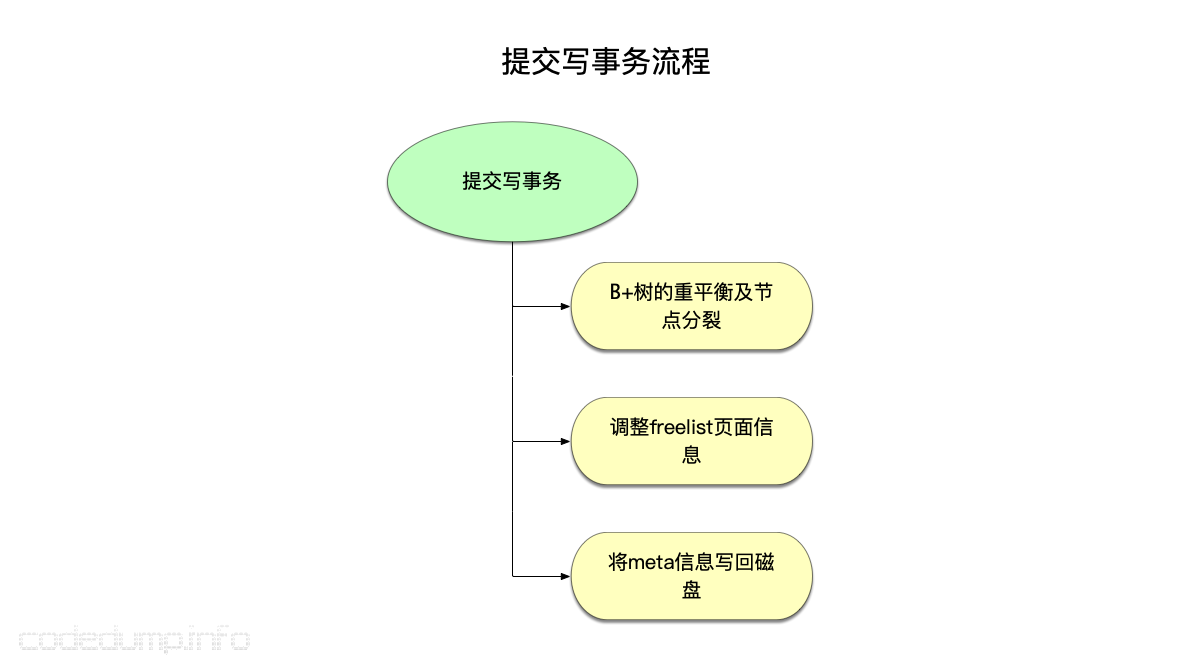 提交写事务流程
提交写事务
B+树的重平衡及节
点分裂
调整freelist页面信
息
将meta信息写回磁
盘
codedump.info